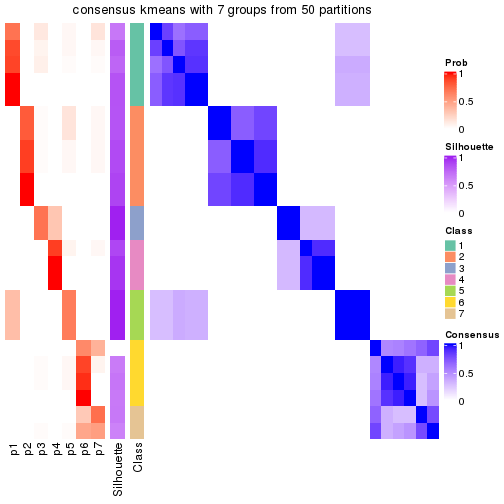 consensus kmeans with 7 groups from 50 partitions
Prob
1
0.5
0
Silhouette
1
0.5
0
Class
1
2
3
4
5
6
7
Consensus
1
0.5
0
p1
p2
p3
p4
p5
p6
p7
Silhouette
Class